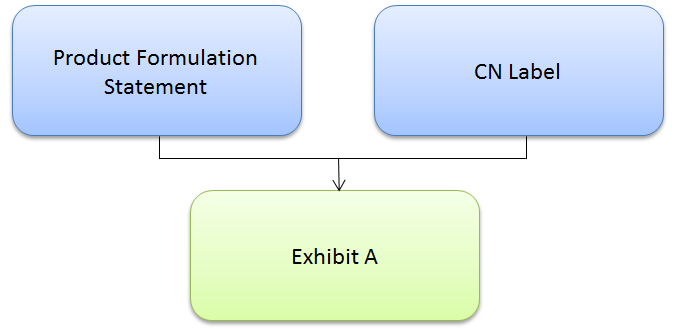 Product Formulation
Statement
CN Label
Exhibit A